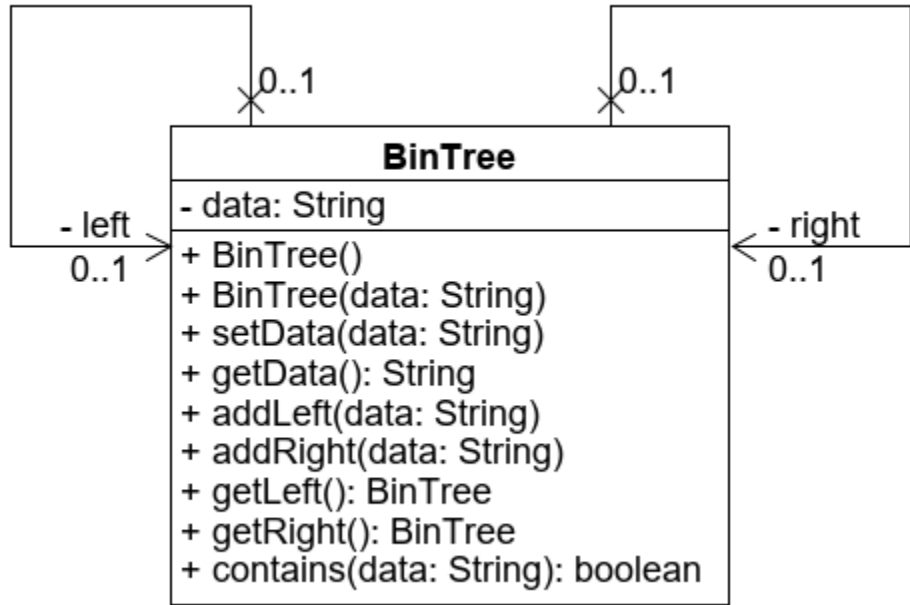 0..1
0..1
BinTree
- data: String
- left
0..1
- right
0..1
+ BinTree()
+ BinTree(data: String)
+ setData(data: String)
+ getData(): String
+ addLeft(data: String)
+ addRight(data: String)
+ getLeft(): BinTree
+ getRight(): BinTree
+ contains(data: String): boolean